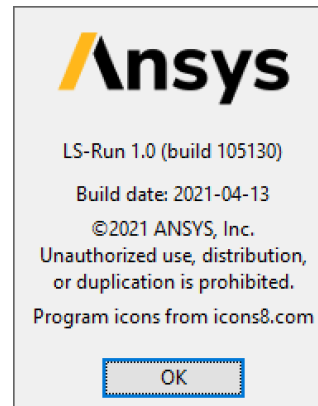 Ansys
LS-Run 1.0 (build 105130)
Build date: 2021-04-13
©2021 ANSYS, Inc.
Unauthorized use, distribution,
or duplication is prohibited.
Program icons from icons8.com
OK